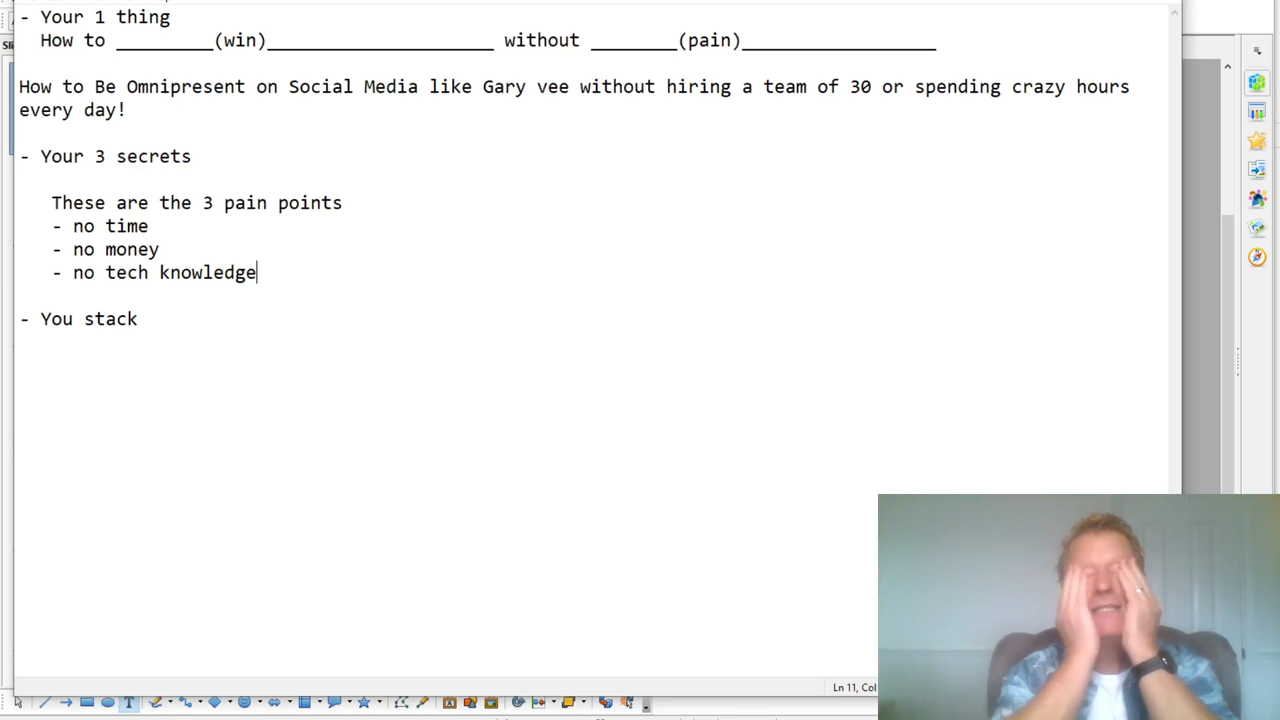 - Your 1 thing
How to _________(win)_____________________ without ________(pain)__________________
How to Be Omnipresent on Social Media like Gary vee without hiring a team of 30 or spending crazy hours
every day!
- Your 3 secrets
These are the 3 pain points
- no time
- no money
- no tech knowledge
- You stack
Ln 11, Col